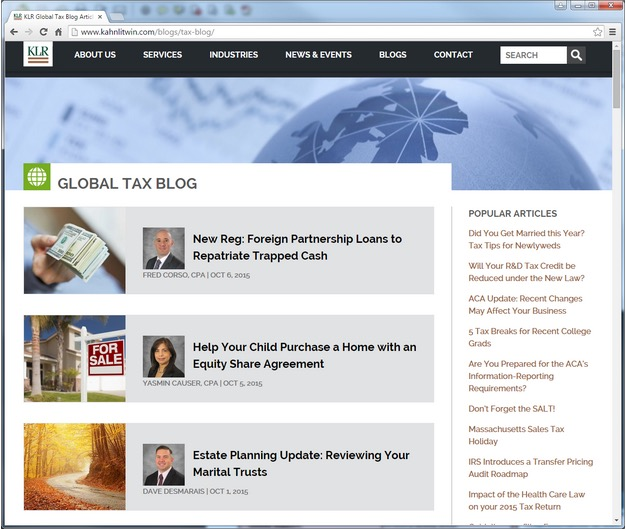 KLR Global Tax Blog Artic
www.kahnlitwin.com/blogs/tax-blog/
KLR
ABOUT US
SERVICES
INDUSTRIES
NEWS & EVENTS
BLOGS
CONTACT
SEARCH
GLOBAL TAX BLOG
New Reg: Foreign Partnership Loans to
Repatriate Trapped Cash
FRED CORSO, CPA | OCT 6, 2015
FOR
SALE
Help Your Child Purchase a Home with an
Equity Share Agreement
YASMIN CAUSER, CPA | OCT 5, 2015
Estate Planning Update: Reviewing Your
Marital Trusts
DAVE DESMARAIS | OCT 1, 2015
POPULAR ARTICLES
Did You Get Married this Year?
Tax Tips for Newlyweds
Will Your R&D Tax Credit be
Reduced under the New Law?
ACA Update: Recent Changes
May Affect Your Business
5 Tax Breaks for Recent College
Grads
Are You Prepared for the ACA's
Information-Reporting
Requirements?
Don't Forget the SALT!
Massachusetts Sales Tax
Holiday
IRS Introduces a Transfer Pricing
Audit Roadmap
Impact of the Health Care Law
on your 2015 Tax Return